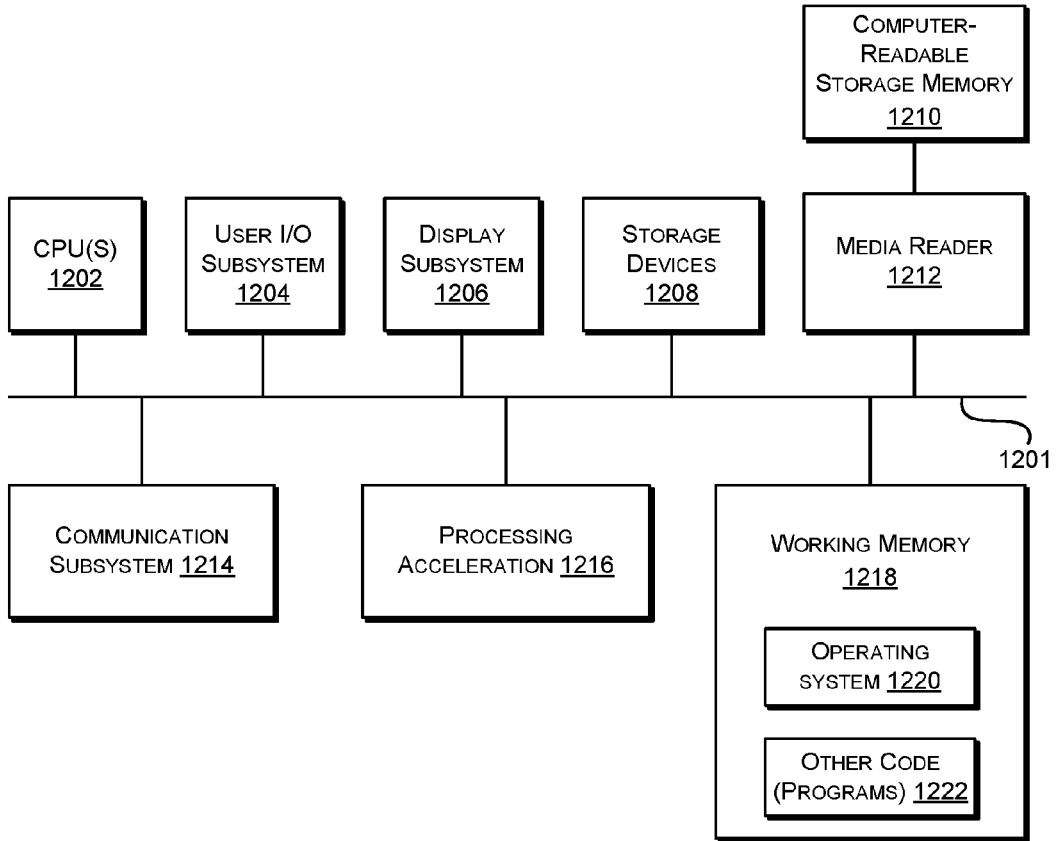 COMPUTER-
READABLE
STORAGE MEMORY
1210
CPU(S)
1202
USER I/O
SUBSYSTEM
1204
DISPLAY
SUBSYSTEM
1206
STORAGE
DEVICES
1208
MEDIA READER
1212
1201
COMMUNICATION
SUBSYSTEM 1214
PROCESSING
ACCELERATION 1216
WORKING MEMORY
1218
OPERATING
SYSTEM 1220
OTHER CODE
(PROGRAMS) 1222